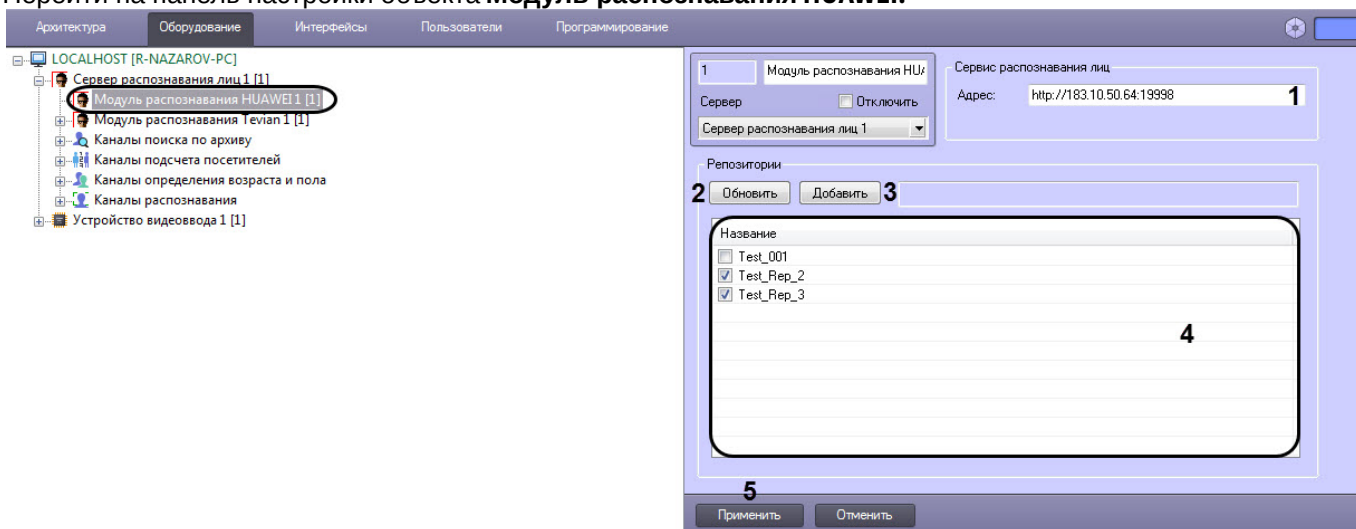 Перейти на панель настройки объекта Модуль распознавания HUAWEI.
Архитектура Оборудование Интерфейсы Пользователи Программирование
LOCALHOST [R-NAZAROV-PC]
Сервер распознавания лиц 1 [1]
Модуль распознавания HUAWEI 1 [1]
Модуль распознавания Tevian 1 [1]
Каналы поиска по архиву
Каналы подсчета посетителей
Каналы определения возраста и пола
Каналы распознавания
Устройство видеоввода 1 [1]
1 Модуль распознавания HU
Сервер Отключить
Сервер распознавания лиц 1
Сервис распознавания лиц
Адрес: http://183.10.50.64:19998 1
Репозитории
2 Обновить Добавить 3
Название
Test_001
Test_Rep_2
Test_Rep_3
4
5
Применить Отменить